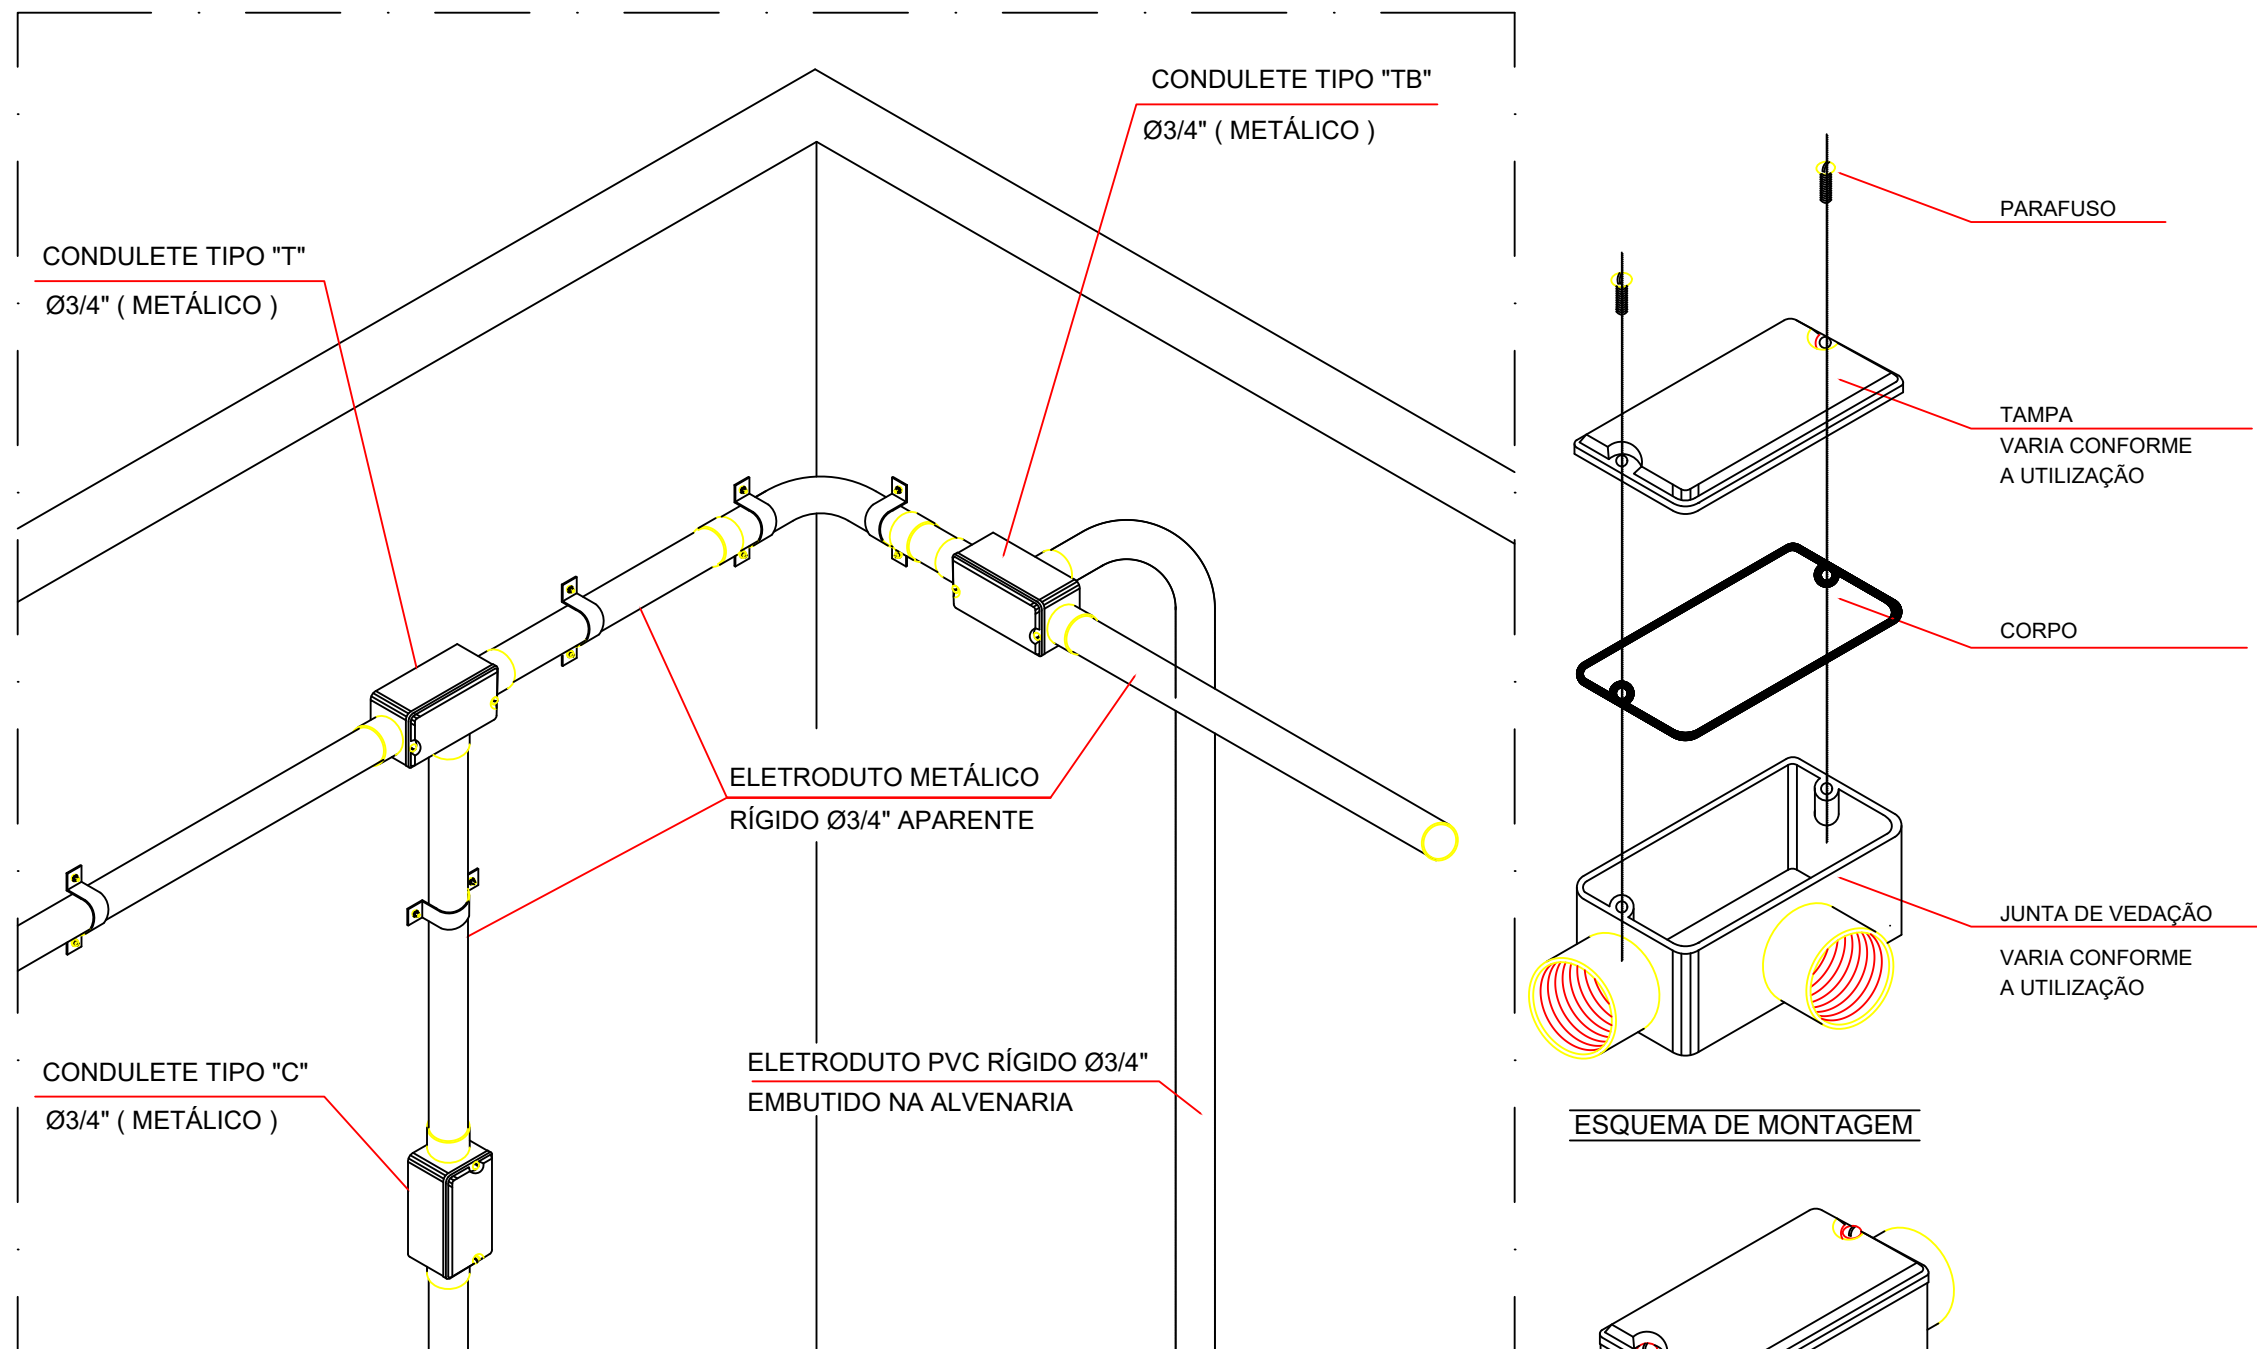 CONDULETE TIPO "TB"
Ø3/4" ( METÁLICO )
CONDULETE TIPO "T"
Ø3/4" ( METÁLICO )
ELETRODUTO METÁLICO
RÍGIDO Ø3/4" APARENTE
CONDULETE TIPO "C"
Ø3/4" ( METÁLICO )
ELETRODUTO PVC RÍGIDO Ø3/4"
EMBUTIDO NA ALVENARIA
PARAFUSO
TAMPA
VARIA CONFORME
A UTILIZAÇÃO
CORPO
JUNTA DE VEDAÇÃO
VARIA CONFORME
A UTILIZAÇÃO
ESQUEMA DE MONTAGEM